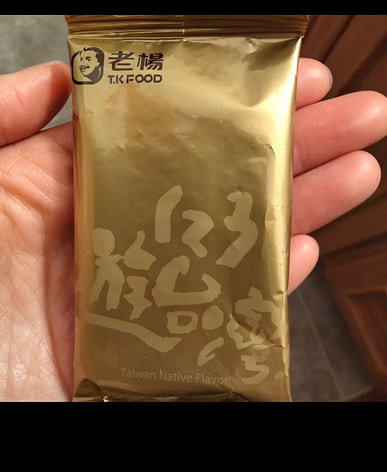 老楊
T.K FOOD
遊台灣
Taiwan Native Flavor!